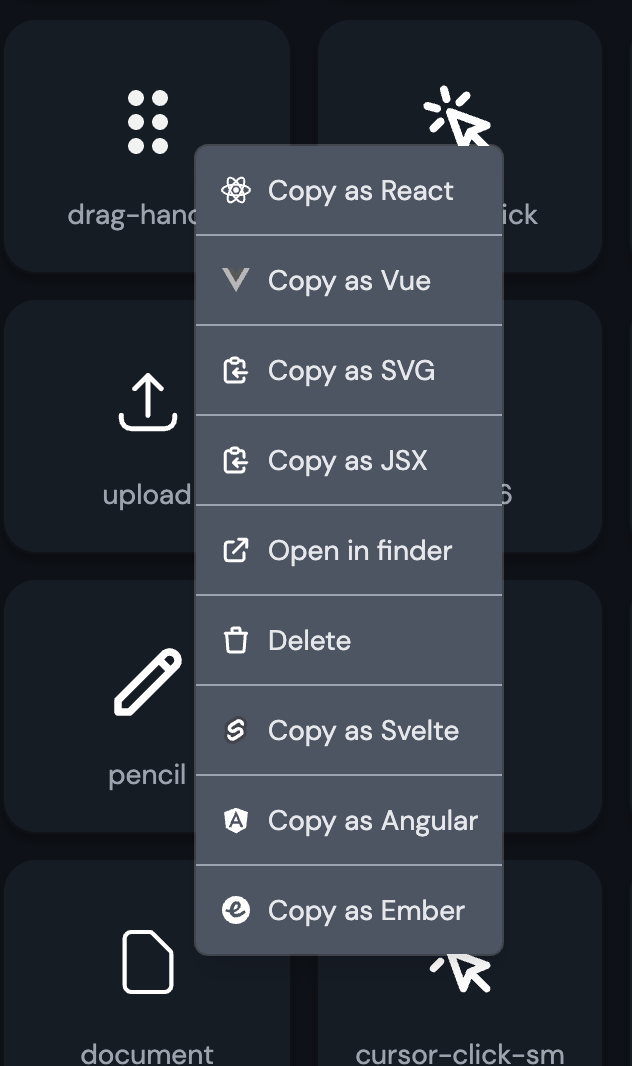 drag-hand
Copy as React
Copy as Vue
Copy as SVG
Copy as JSX
upload
Open in finder
Delete
Copy as Svelte
pencil
Copy as Angular
Copy as Ember
document
cursor-click-sm